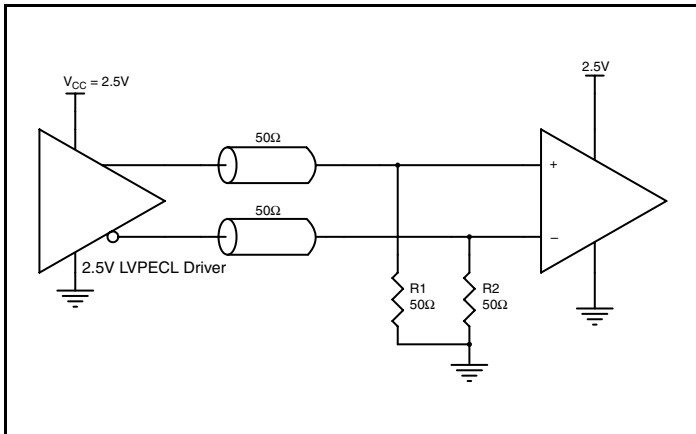 V_CC = 2.5V
2.5V
50Ω
50Ω
+
–
2.5V LVPECL Driver
R1
50Ω
R2
50Ω